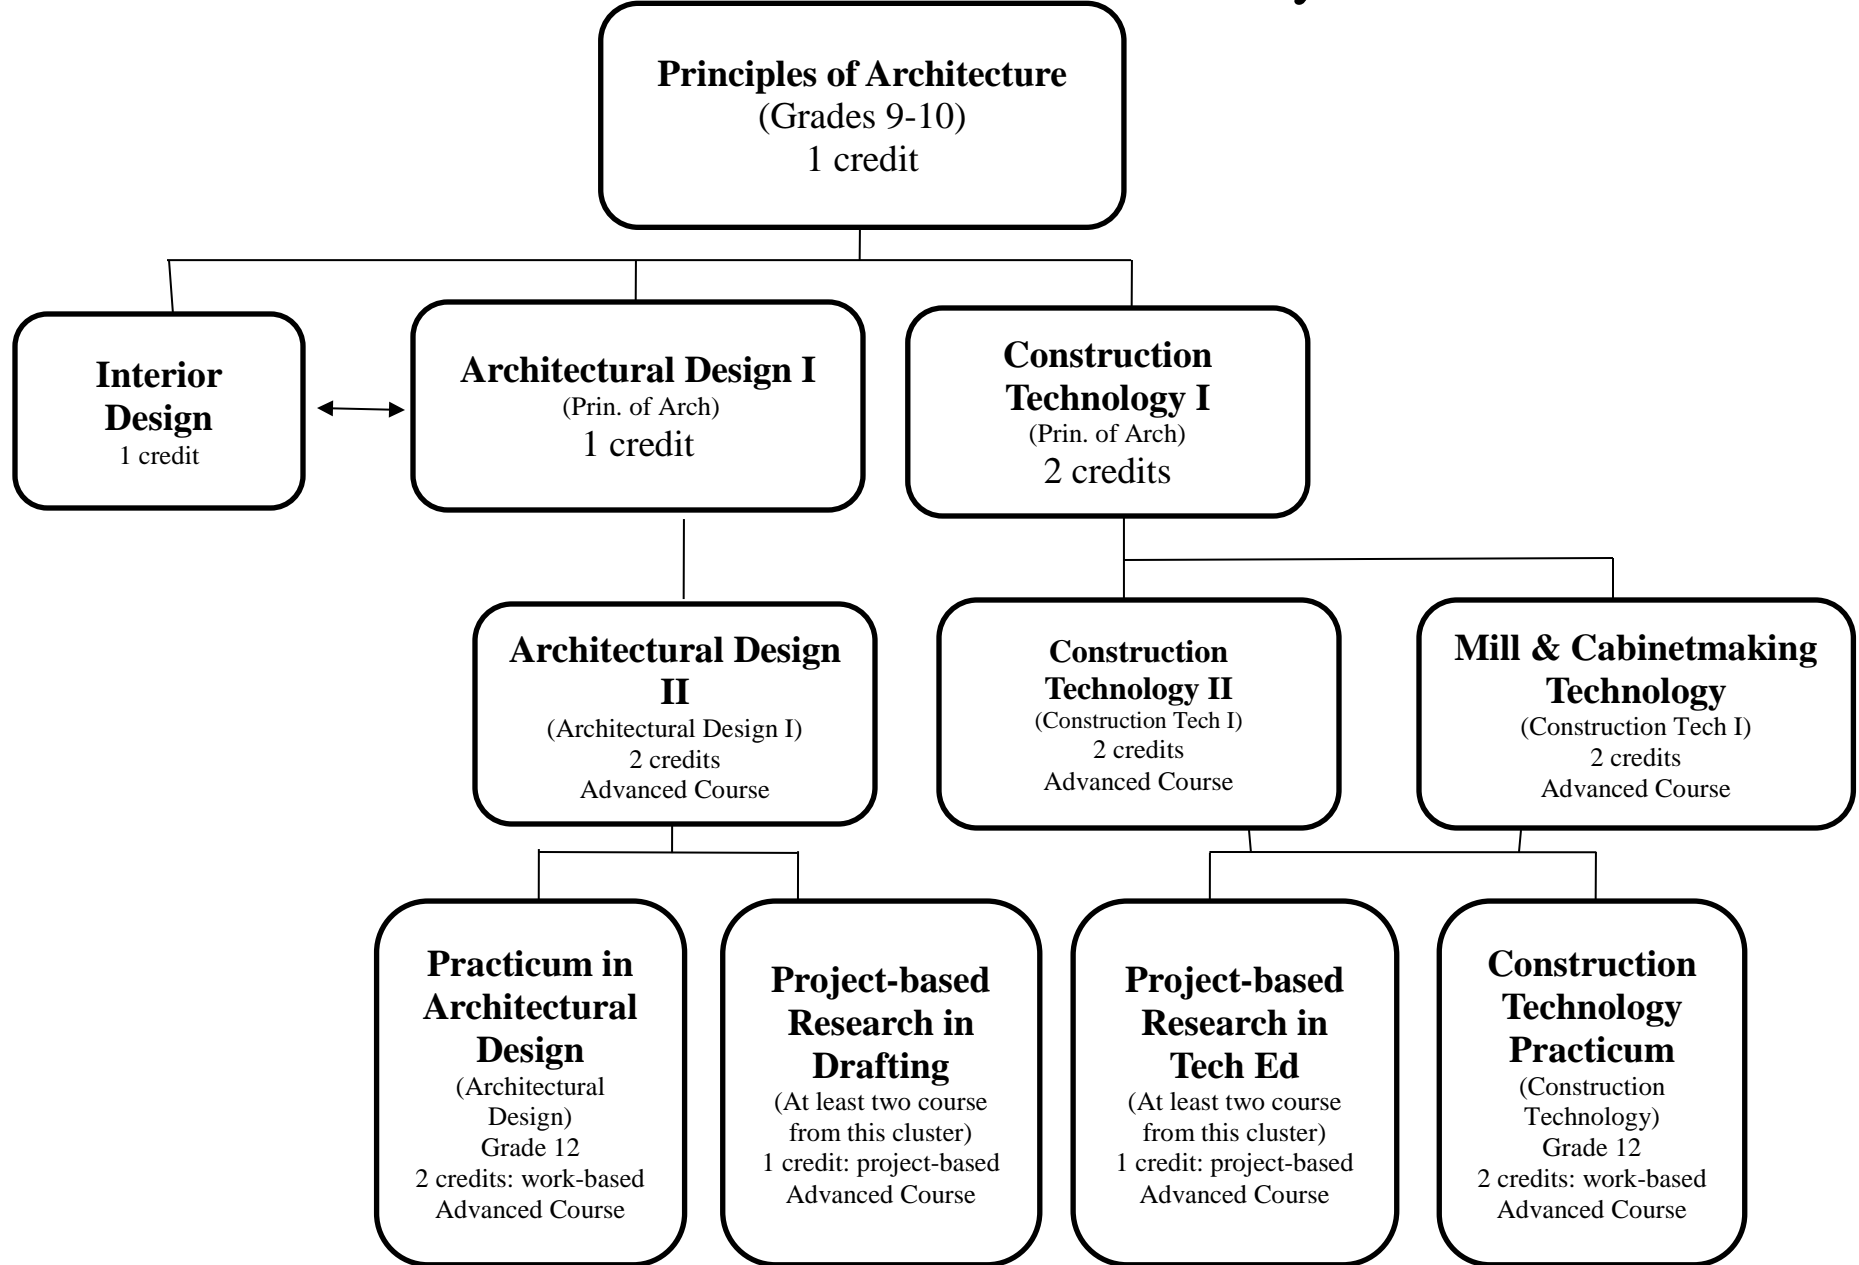 Principles of Architecture
(Grades 9-10)
1 credit
Interior
Design
1 credit
Architectural Design I
(Prin. of Arch)
1 credit
Construction
Technology I
(Prin. of Arch)
2 credits
Architectural Design
II
(Architectural Design I)
2 credits
Advanced Course
Construction
Technology II
(Construction Tech I)
2 credits
Advanced Course
Mill & Cabinetmaking
Technology
(Construction Tech I)
2 credits
Advanced Course
Practicum in
Architectural
Design
(Architectural
Design)
Grade 12
2 credits: work-based
Advanced Course
Project-based
Research in
Drafting
(At least two course
from this cluster)
1 credit: project-based
Advanced Course
Project-based
Research in
Tech Ed
(At least two course
from this cluster)
1 credit: project-based
Advanced Course
Construction
Technology
Practicum
(Construction
Technology)
Grade 12
2 credits: work-based
Advanced Course